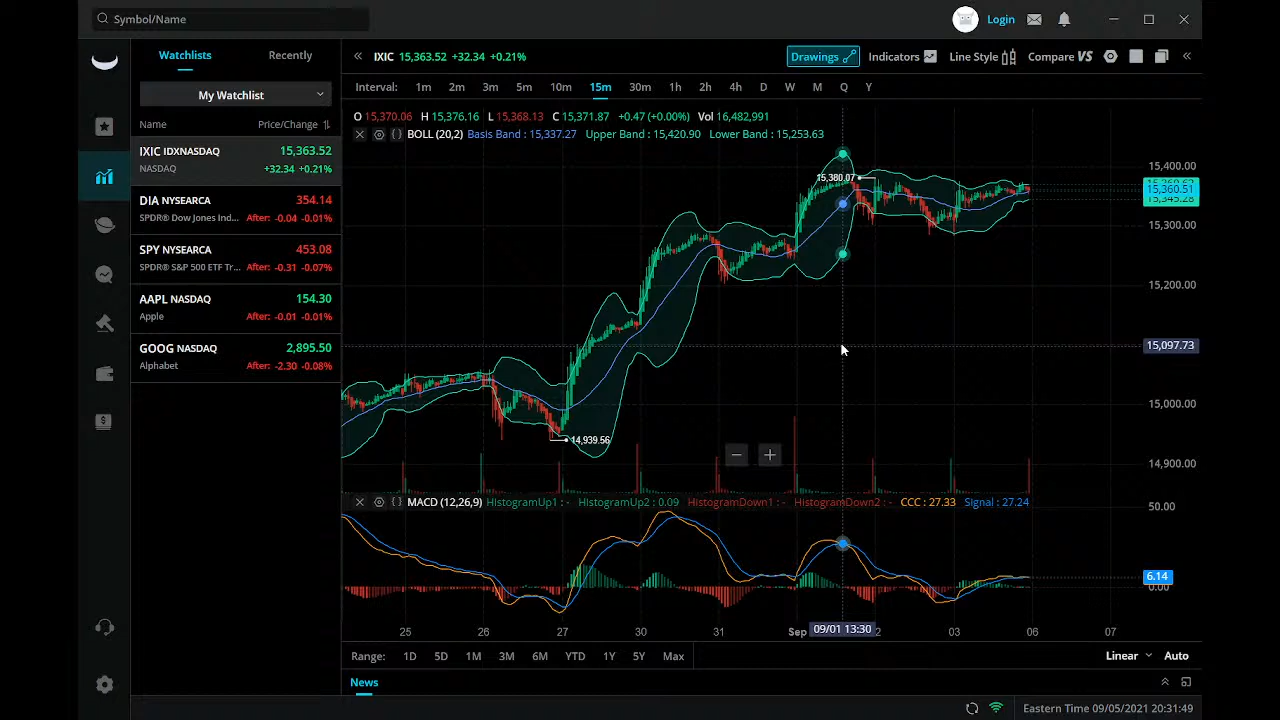 Symbol/Name
Login
Watchlists Recently
My Watchlist
Name Price/Change
IXIC IDXNASDAQ 15,363.52
NASDAQ +32.34 +0.21%
DIA NYSEARCA 354.14
SPDR® Dow Jones Ind... After: -0.04 -0.01%
SPY NYSEARCA 453.08
SPDR® S&P 500 ETF Tr... After: -0.31 -0.07%
AAPL NASDAQ 154.30
Apple After: -0.01 -0.01%
GOOG NASDAQ 2,895.50
Alphabet After: -2.30 -0.08%
IXIC 15,363.52 +32.34 +0.21%
Drawings Indicators Line Style Compare VS
Interval: 1m 2m 3m 5m 10m 15m 30m 1h 2h 4h D W M Q Y
O 15,370.06 H 15,376.16 L 15,368.13 C 15,371.87 +0.47 (+0.00%) Vol 16,482,991
BOLL (20,2) Basis Band : 15,337.27 Upper Band : 15,420.90 Lower Band : 15,253.63
15,380.07
14,939.56
15,400.00
15,360.51
15,345.28
15,300.00
15,200.00
15,097.73
15,000.00
14,900.00
MACD (12,26,9) HistogramUp1 : - HistogramUp2 : 0.09 HistogramDown1 : - HistogramDown2 : - CCC : 27.33 Signal : 27.24
50.00
6.14
0.00
25 26 27 30 31 Sep 09/01 13:30 2 03 06 07
Range: 1D 5D 1M 3M 6M YTD 1Y 5Y Max
Linear Auto
News
Eastern Time 09/05/2021 20:31:49